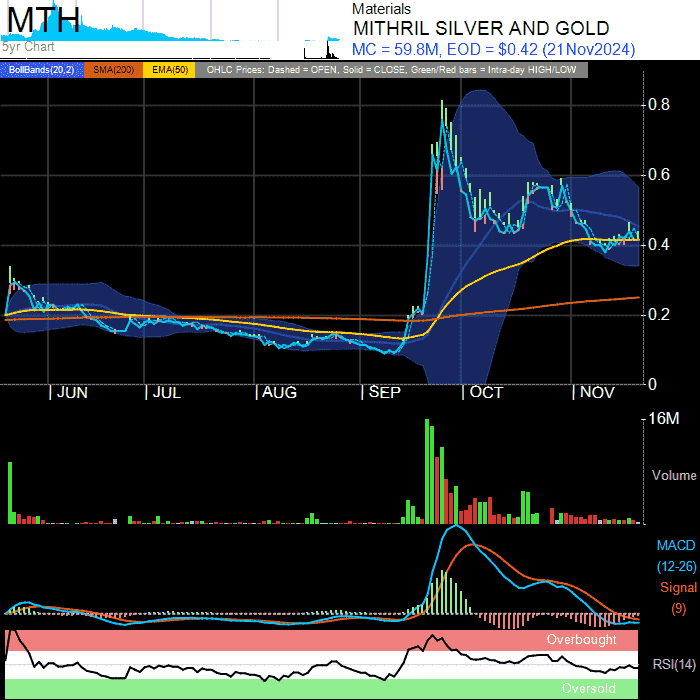 MTH
5yr Chart
Materials
MITHRIL SILVER AND GOLD
MC = 59.8M, EOD = $0.42 (21Nov2024)
BollBands(20,2) SMA(200) EMA(50) OHLC Prices: Dashed = OPEN, Solid = CLOSE, Green/Red bars = Intra-day HIGH/LOW
0.8
0.6
0.4
0.2
0
JUN JUL AUG SEP OCT NOV
16M
Volume
MACD
(12-26)
Signal
(9)
Overbought
RSI(14)
Oversold